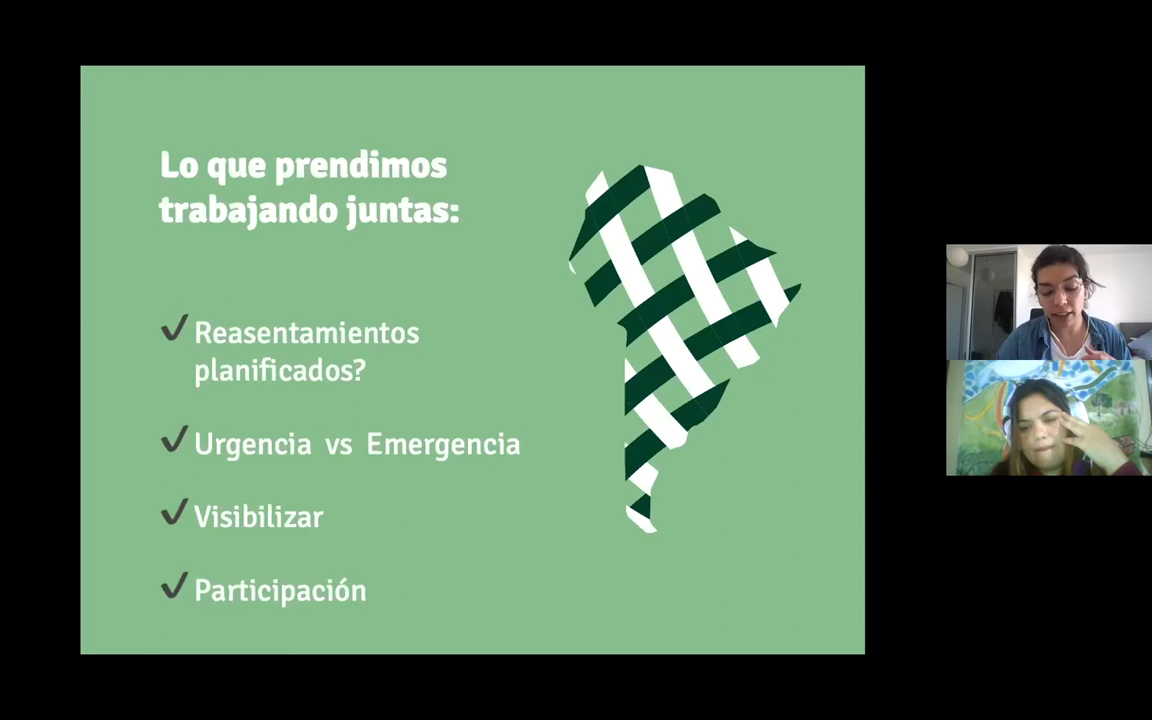 Lo que prendimos
trabajando juntas:
Reasentamientos
planificados?
Urgencia vs Emergencia
Visibilizar
Participación